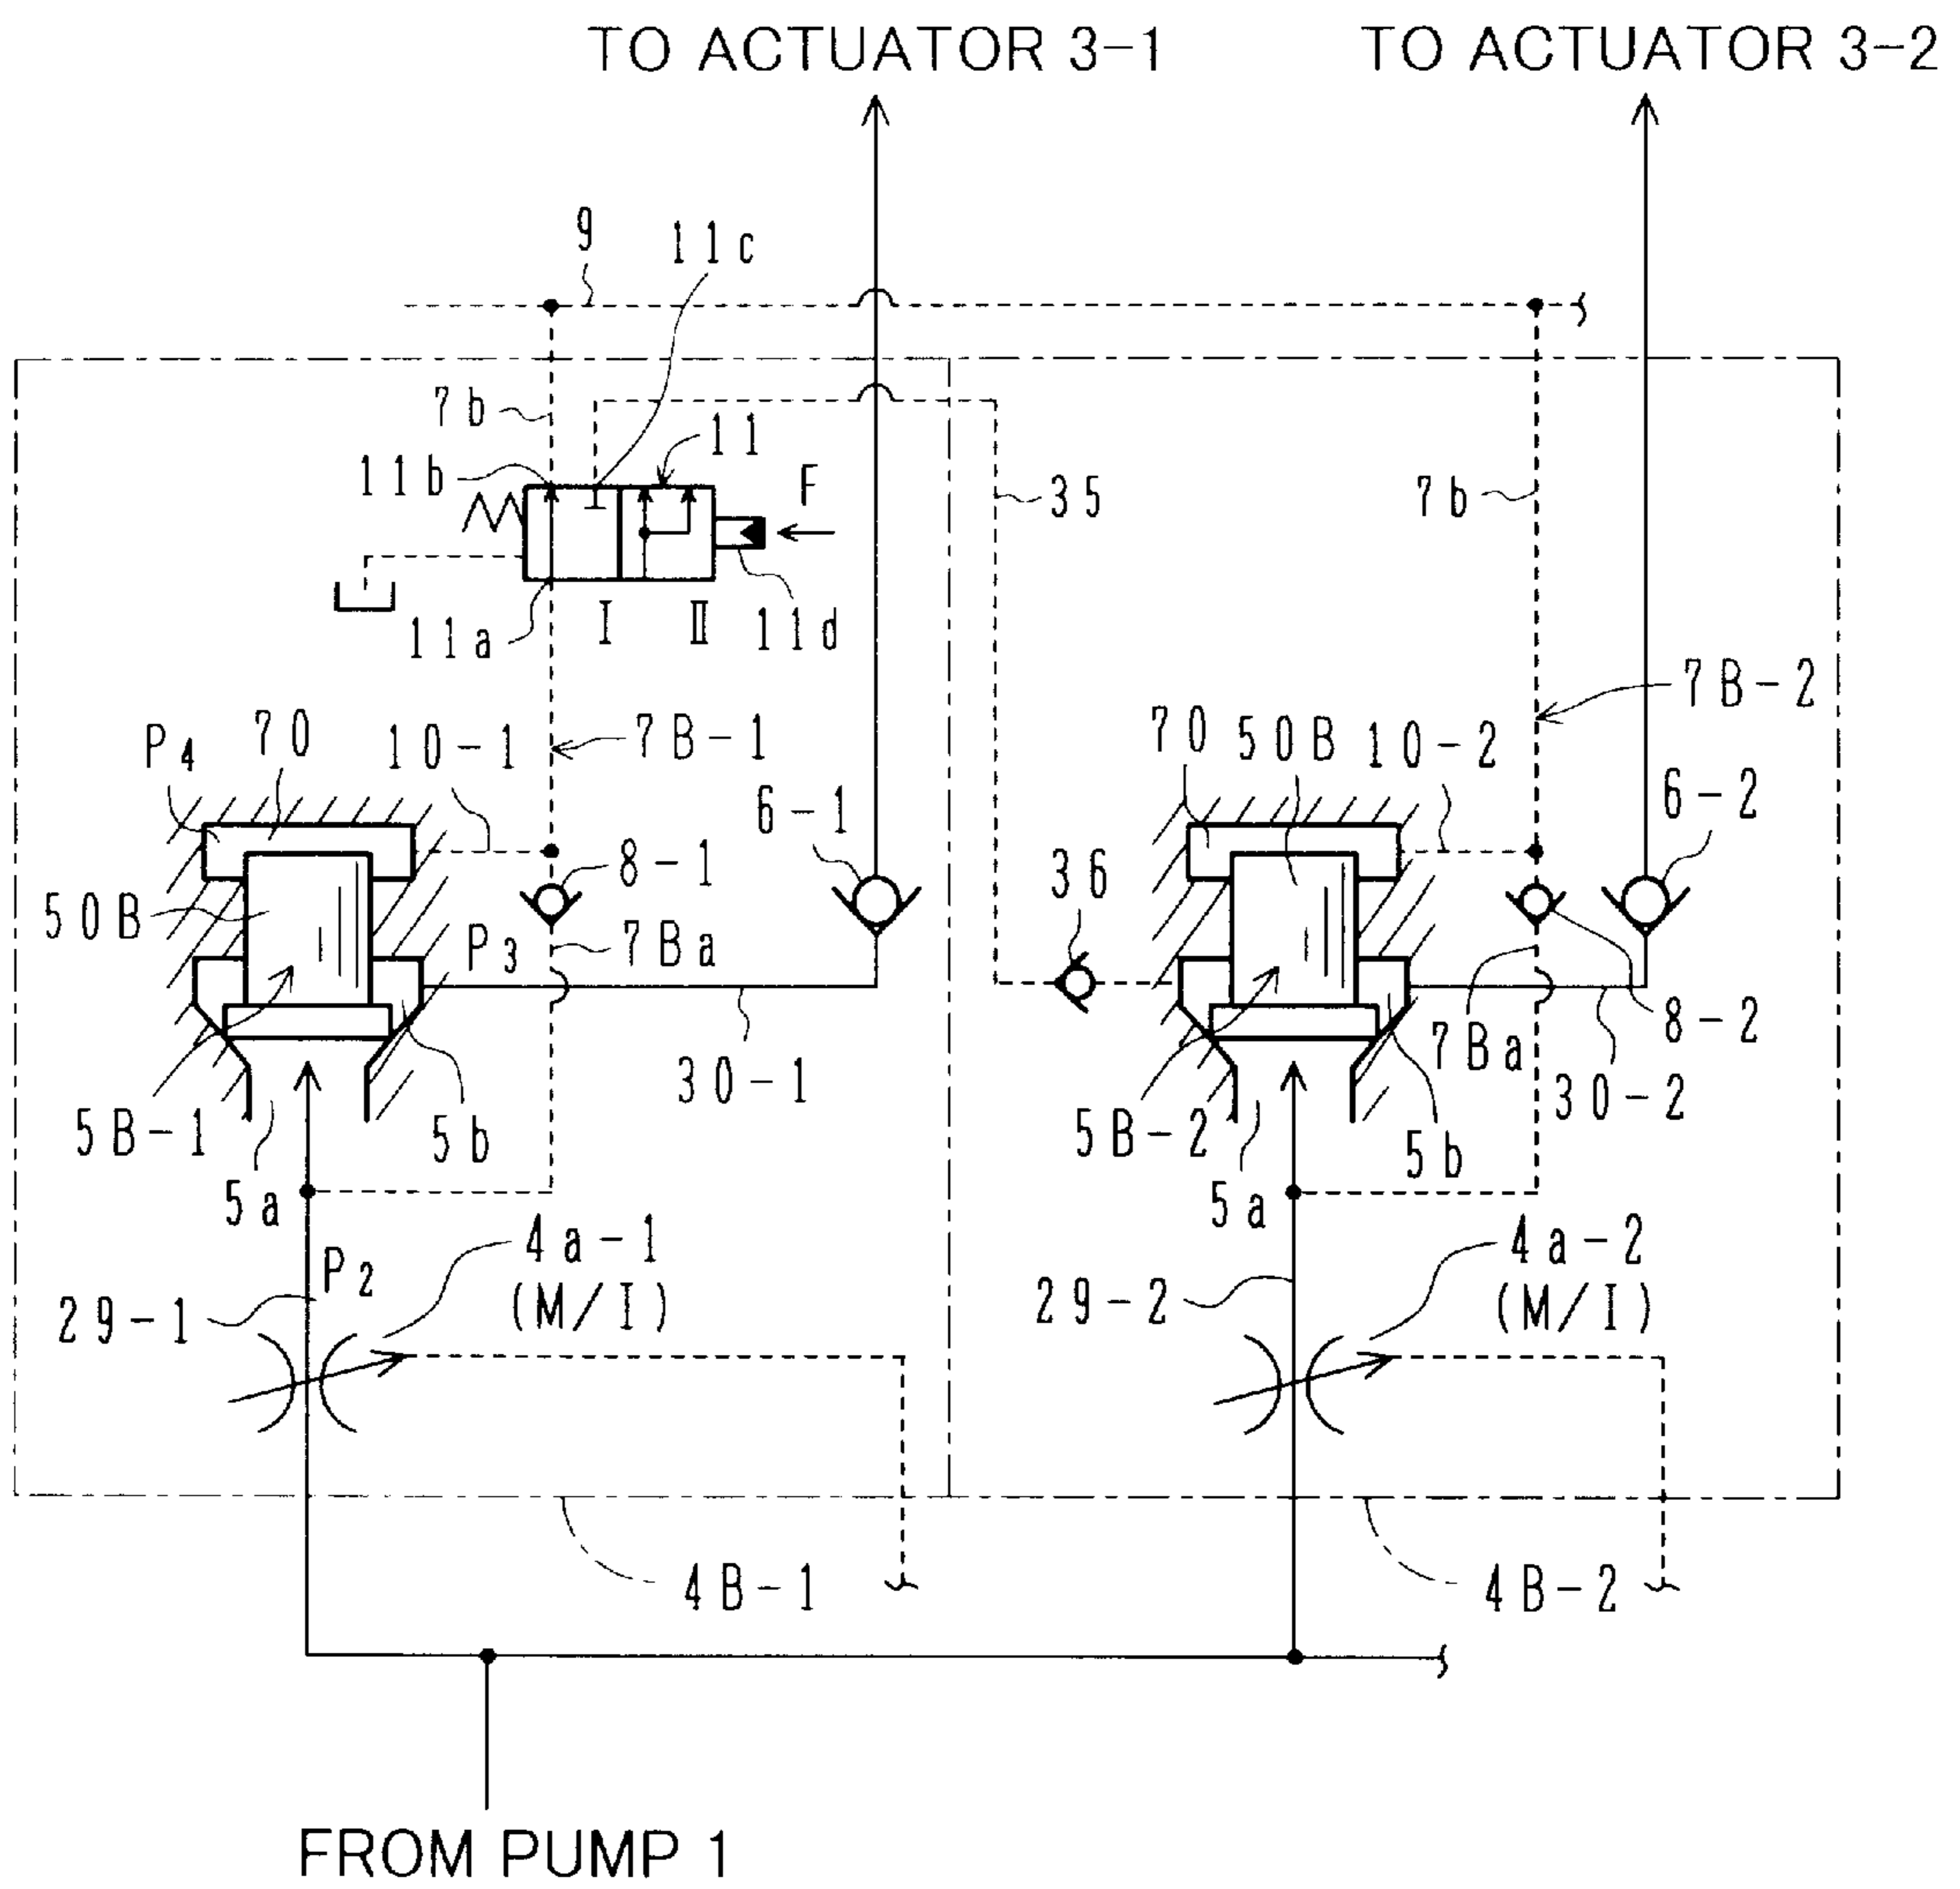 TO ACTUATOR 3-1 TO ACTUATOR 3-2
9 11c
7b 11 F
11b 35 7b
11a I II 11d
7B-2
P4 70 10-1 7B-1 70 50B 10-2
6-1 6-2
8-1 36
50B P3 7Ba
30-1 7Ba 8-2
5B-1 5b 5B-2 5b 30-2
5a 5a
P2 4a-1 4a-2
29-1 (M/I) 29-2 (M/I)
4B-1 4B-2
FROM PUMP 1